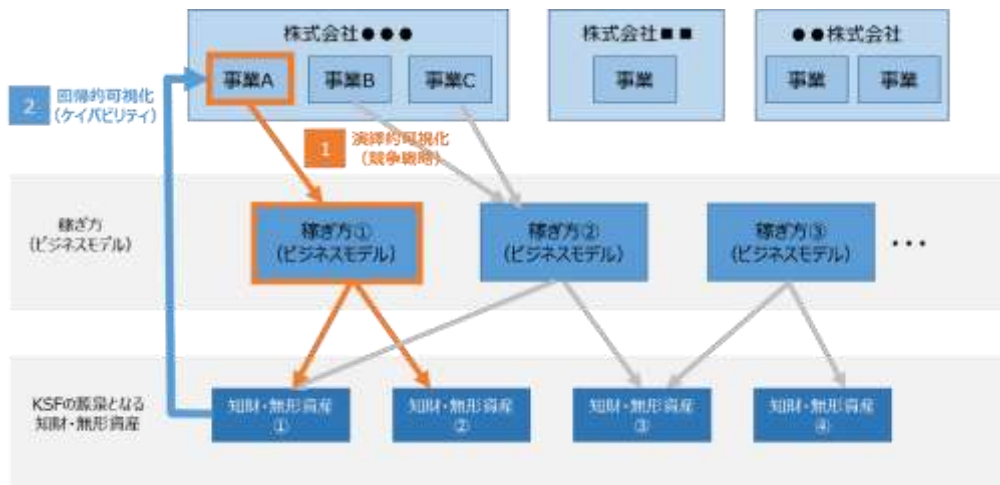 株式会社●●●
株式会社■■
●●株式会社
事業A
事業B
事業C
事業
事業
事業
2
回帰的可視化
(ケイパビリティ)
1
演繹的可視化
(競争戦略)
稼ぎ方
(ビジネスモデル)
稼ぎ方①
(ビジネスモデル)
稼ぎ方②
(ビジネスモデル)
稼ぎ方③
(ビジネスモデル)
・・・
KSFの源泉となる
知財・無形資産
知財・無形資産
①
知財・無形資産
②
知財・無形資産
③
知財・無形資産
④